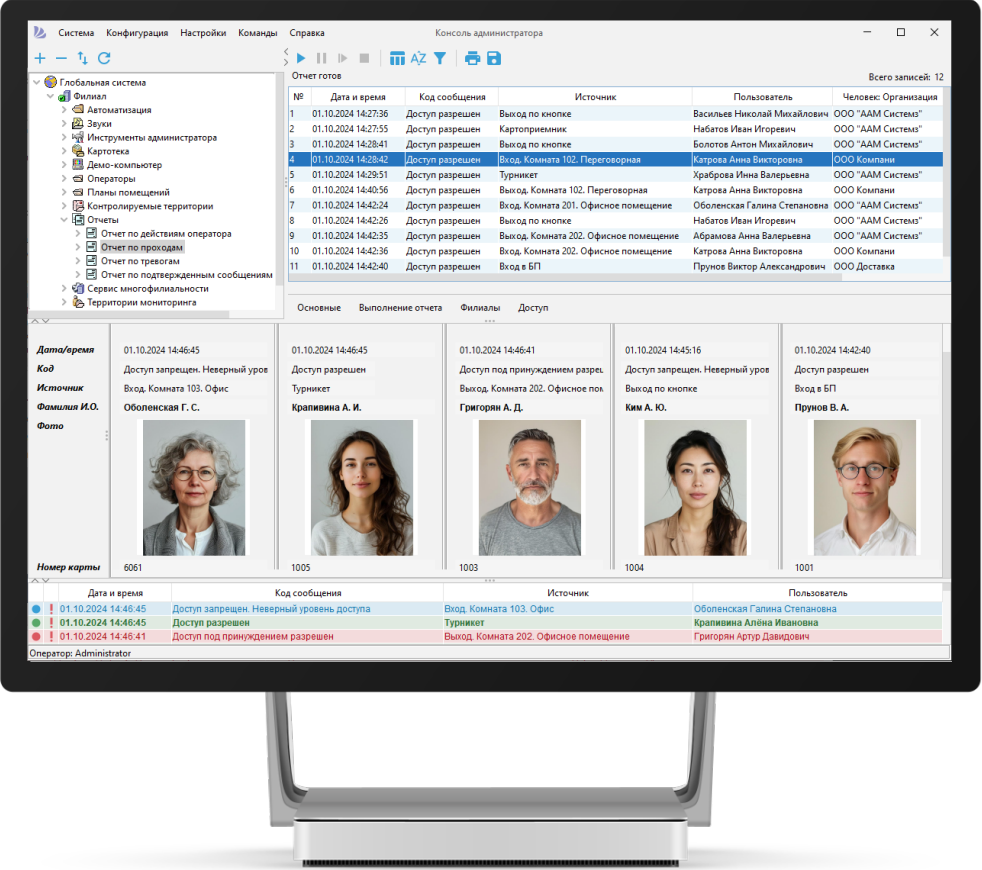 Система Конфигурация Настройки Команды Справка Консоль администратора
Отчет готов Всего записей: 12
Глобальная система
Филиал
Автоматизация
Звуки
Инструменты администратора
Картотека
Демо-компьютер
Операторы
Планы помещений
Контролируемые территории
Отчеты
Отчет по действиям оператора
Отчет по проходам
Отчет по тревогам
Отчет по подтвержденным сообщениям
Сервис многофилиальности
Территории мониторинга
№ Дата и время Код сообщения Источник Пользователь Человек: Организация
1 01.10.2024 14:27:36 Доступ разрешен Выход по кнопке Васильев Николай Михайлович ООО "ААМ Системз"
2 01.10.2024 14:27:55 Доступ разрешен Картоприемник Набатов Иван Игоревич ООО "ААМ Системз"
3 01.10.2024 14:28:41 Доступ разрешен Выход по кнопке Болотов Антон Михайлович ООО "ААМ Системз"
4 01.10.2024 14:28:42 Доступ разрешен Вход. Комната 102. Переговорная Катрова Анна Викторовна ООО Компани
5 01.10.2024 14:29:51 Доступ разрешен Турникет Храброва Инна Валерьевна ООО "ААМ Системз"
6 01.10.2024 14:40:56 Доступ разрешен Выход. Комната 102. Переговорная Катрова Анна Викторовна ООО Компани
7 01.10.2024 14:42:24 Доступ разрешен Вход. Комната 201. Офисное помещение Оболенская Галина Степановна ООО "ААМ Системз"
8 01.10.2024 14:42:26 Доступ разрешен Выход по кнопке Набатов Иван Игоревич ООО "ААМ Системз"
9 01.10.2024 14:42:35 Доступ разрешен Выход. Комната 202. Офисное помещение Абрамова Анна Валерьевна ООО "ААМ Системз"
10 01.10.2024 14:42:36 Доступ разрешен Вход. Комната 202. Офисное помещение Катрова Анна Викторовна ООО Компани
11 01.10.2024 14:42:40 Доступ разрешен Вход в БП Прунов Виктор Александрович ООО Доставка
Основные Выполнение отчета Филиалы Доступ
Дата/время 01.10.2024 14:46:45 01.10.2024 14:46:45 01.10.2024 14:46:41 01.10.2024 14:45:16 01.10.2024 14:42:40
Код Доступ запрещен. Неверный уров Доступ разрешен Доступ под принуждением разреш Доступ запрещен. Неверный уров Доступ разрешен
Источник Вход. Комната 103. Офис Турникет Выход. Комната 202. Офисное пом Выход по кнопке Вход в БП
Фамилия И.О. Оболенская Г. С. Крапивина А. И. Григорян А. Д. Ким А. Ю. Прунов В. А.
Фото
Номер карты 6061 1005 1003 1004 1001
Дата и время Код сообщения Источник Пользователь
01.10.2024 14:46:45 Доступ запрещен. Неверный уровень доступа Вход. Комната 103. Офис Оболенская Галина Степановна
01.10.2024 14:46:45 Доступ разрешен Турникет Крапивина Алёна Ивановна
01.10.2024 14:46:41 Доступ под принуждением разрешен Выход. Комната 202. Офисное помещение Григорян Артур Давидович
Оператор: Administrator